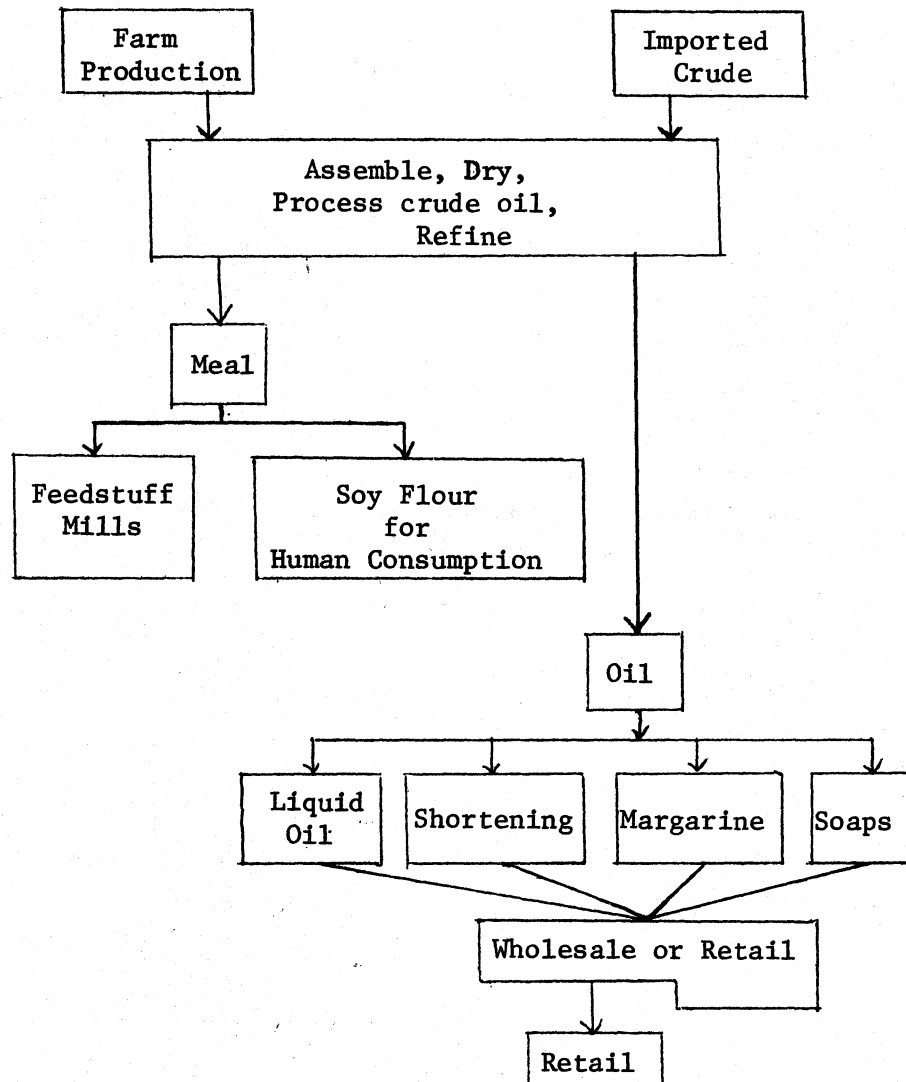 Farm
Production
Imported
Crude
Assemble, Dry,
Process crude oil,
Refine
Meal
Feedstuff
Mills
Soy Flour
for
Human Consumption
Oil
Liquid
Oil
Shortening
Margarine
Soaps
Wholesale or Retail
Retail